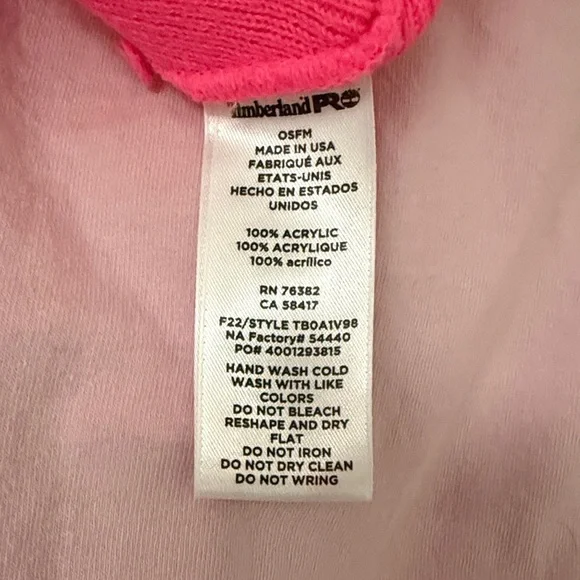 Timberland PRO
OSFM
MADE IN USA
FABRIQUÉ AUX
ETATS-UNIS
HECHO EN ESTADOS
UNIDOS
100% ACRYLIC
100% ACRYLIQUE
100% acrílico
RN 76382
CA 58417
F22/STYLE TB0A1V98
NA Factory# 54440
PO# 4001293815
HAND WASH COLD
WASH WITH LIKE
COLORS
DO NOT BLEACH
RESHAPE AND DRY
FLAT
DO NOT IRON
DO NOT DRY CLEAN
DO NOT WRING